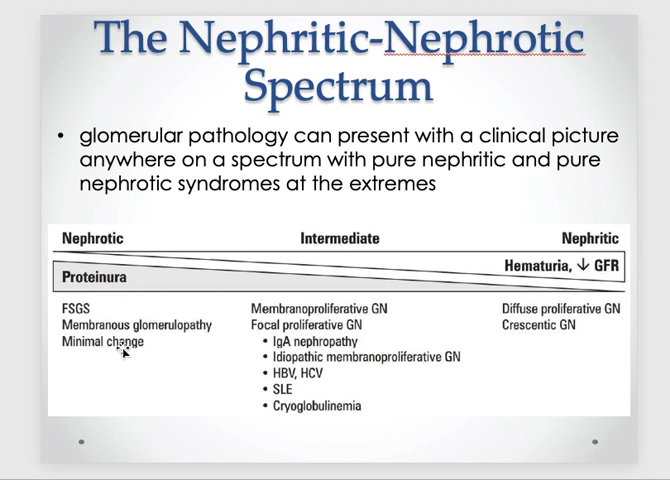 The Nephritic-Nephrotic
Spectrum
• glomerular pathology can present with a clinical picture
anywhere on a spectrum with pure nephritic and pure
nephrotic syndromes at the extremes
Nephrotic Intermediate Nephritic
Hematuria, ↓ GFR
Proteinura
FSGS Membranoproliferative GN Diffuse proliferative GN
Membranous glomerulopathy Focal proliferative GN Crescentic GN
Minimal change • IgA nephropathy
• Idiopathic membranoproliferative GN
• HBV, HCV
• SLE
• Cryoglobulinemia